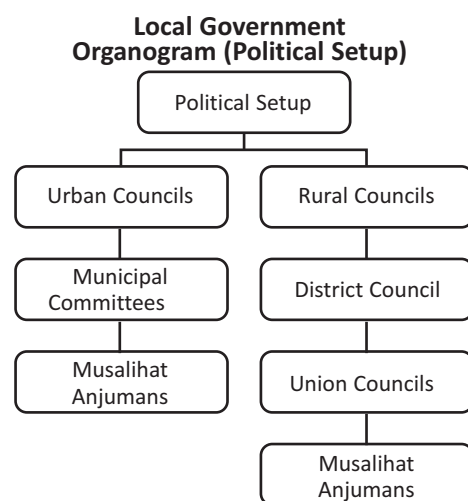 Local Government
Organogram (Political Setup)
Political Setup
Urban Councils
Rural Councils
Municipal
Committees
District Council
Musalihat
Anjumans
Union Councils
Musalihat
Anjumans